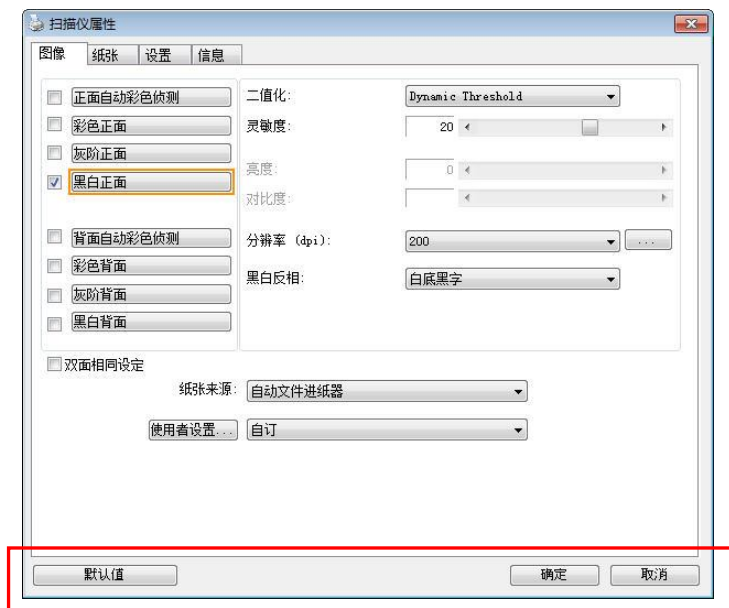 扫描仪属性
图像 纸张 设置 信息
正面自动彩色侦测 二值化: Dynamic Threshold
彩色正面 灵敏度: 20
灰阶正面
亮度: 0
黑白正面
对比度:
背面自动彩色侦测 分辨率 (dpi): 200 ...
彩色背面
黑白反相: 白底黑字
灰阶背面
黑白背面
双面相同设定
纸张来源: 自动文件进纸器
使用者设置... 自订
默认值 确定 取消